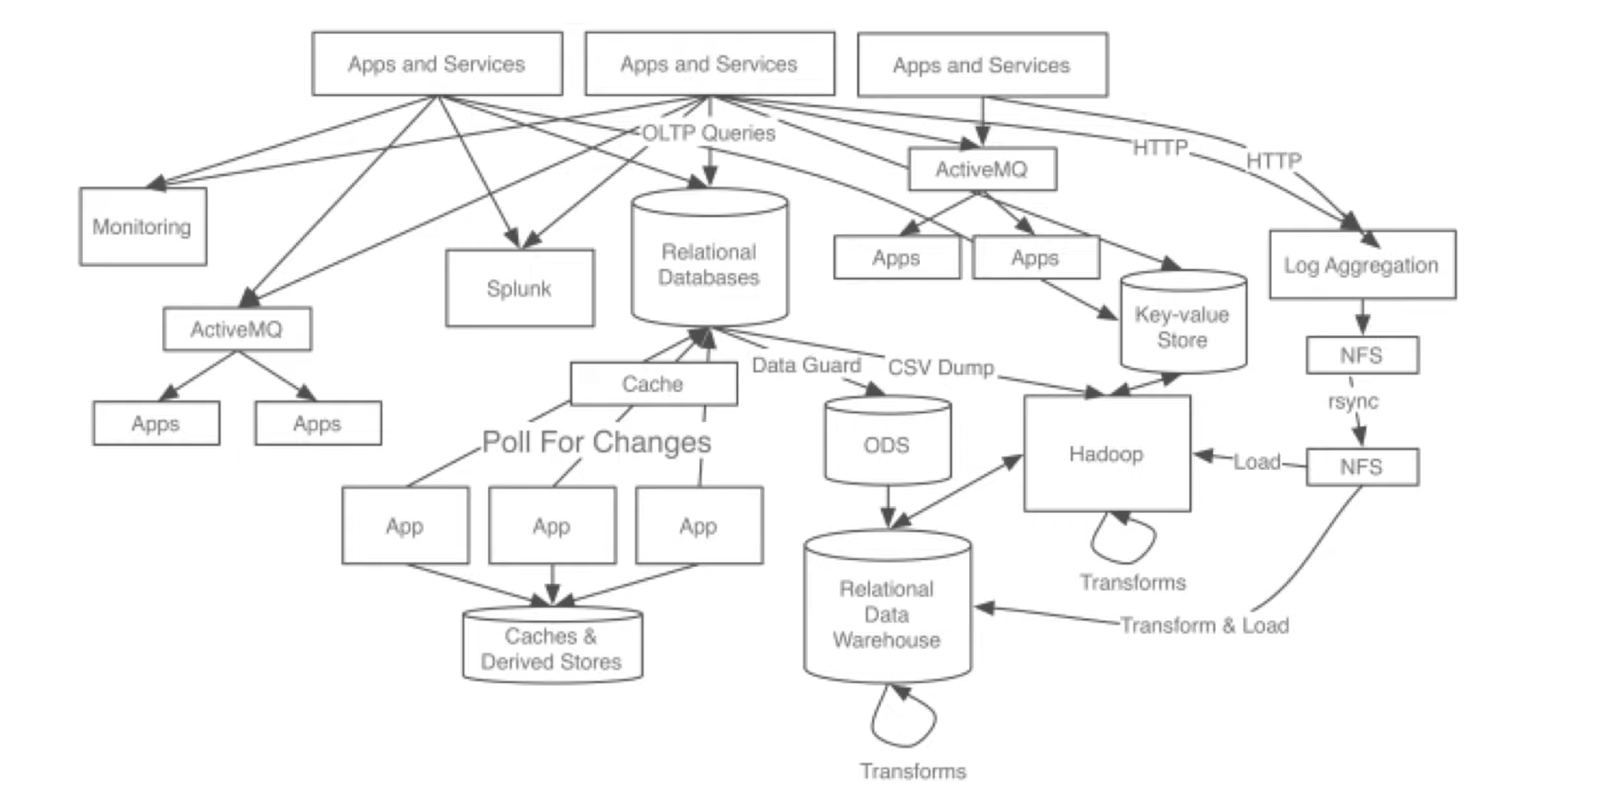 Apps and Services
Apps and Services
Apps and Services
OLTP Queries
HTTP
HTTP
ActiveMQ
Monitoring
Splunk
Relational
Databases
Apps
Apps
Log Aggregation
Key-value
Store
ActiveMQ
NFS
Cache
Data Guard
CSV Dump
rsync
Apps
Apps
Poll For Changes
ODS
Hadoop
Load
NFS
App
App
App
Transforms
Relational
Data
Warehouse
Transform & Load
Caches &
Derived Stores
Transforms